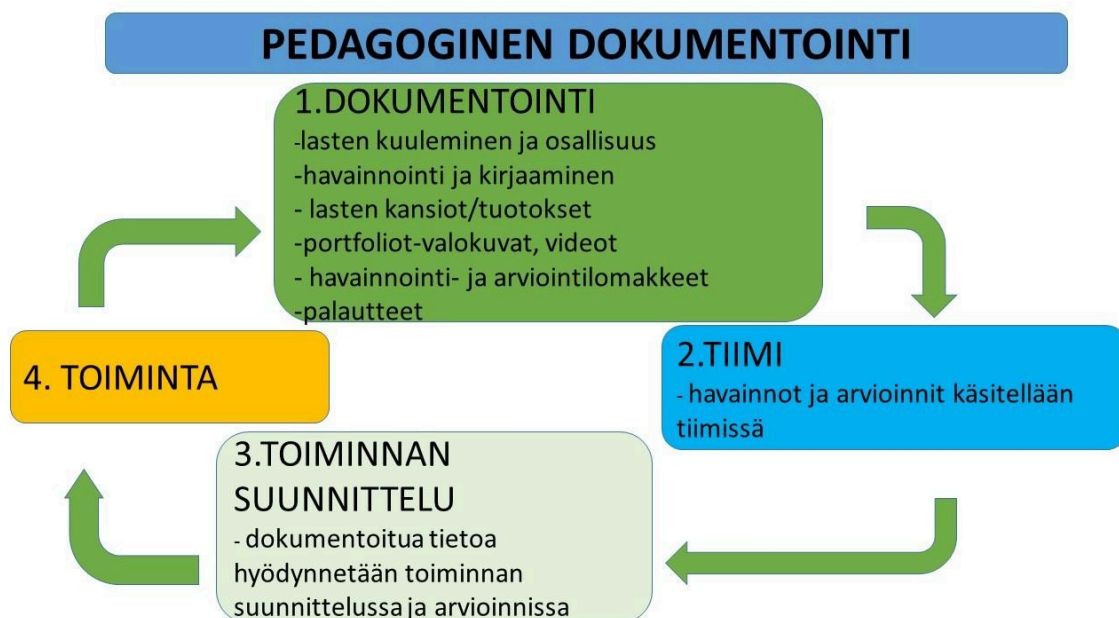 PEDAGOGINEN DOKUMENTOINTI
1.DOKUMENTOINTI
-lasten kuuleminen ja osallisuus
-havainnointi ja kirjaaminen
- lasten kansiot/tuotokset
-portfoliot-valokuvat, videot
- havainnointi- ja arviointilomakkeet
-palautteet
2.TIIMI
- havainnot ja arvioinnit käsitellään
tiimissä
3.TOIMINNAN
SUUNNITTELU
- dokumentoitua tietoa
hyödynnetään toiminnan
suunnittelussa ja arvioinnissa
4. TOIMINTA